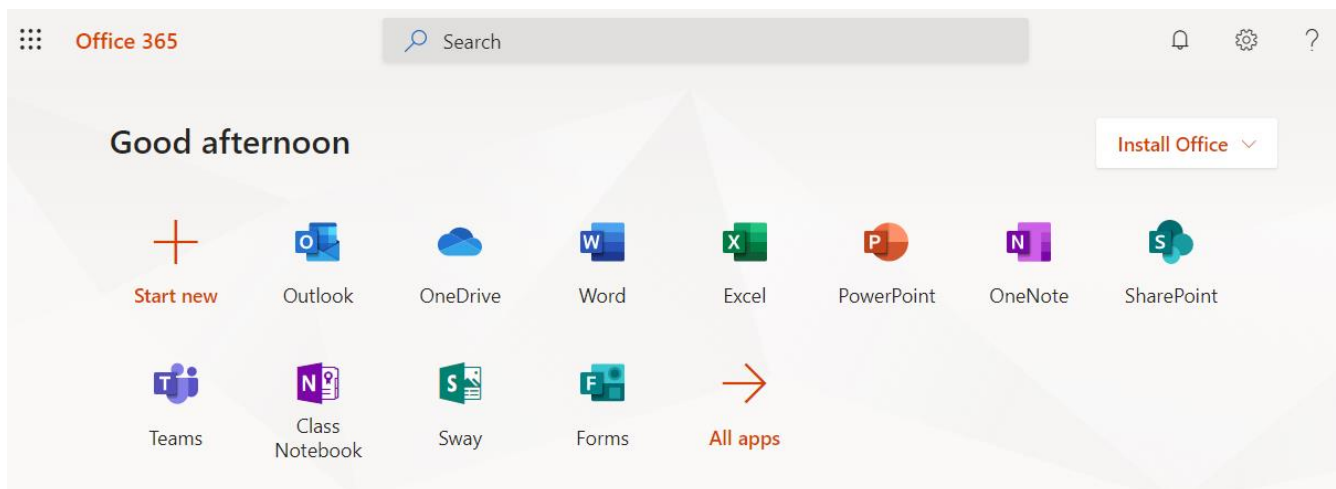 Office 365
Search
Good afternoon
Install Office
Start new
Outlook
OneDrive
Word
Excel
PowerPoint
OneNote
SharePoint
Teams
Class
Notebook
Sway
Forms
All apps